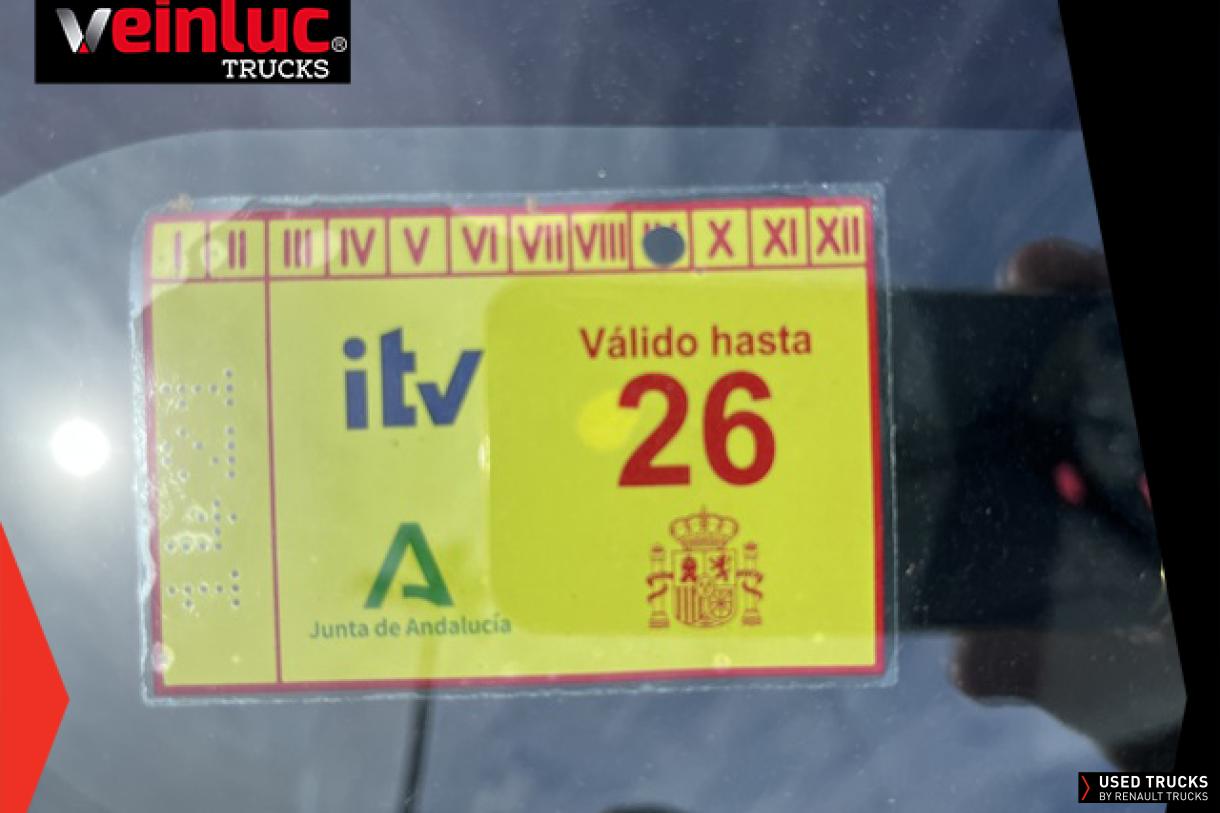 veinluc®
TRUCKS
I II III IV V VI VII VIII X XI XII
itv
Válido hasta
26
Junta de Andalucía
USED TRUCKS
BY RENAULT TRUCKS